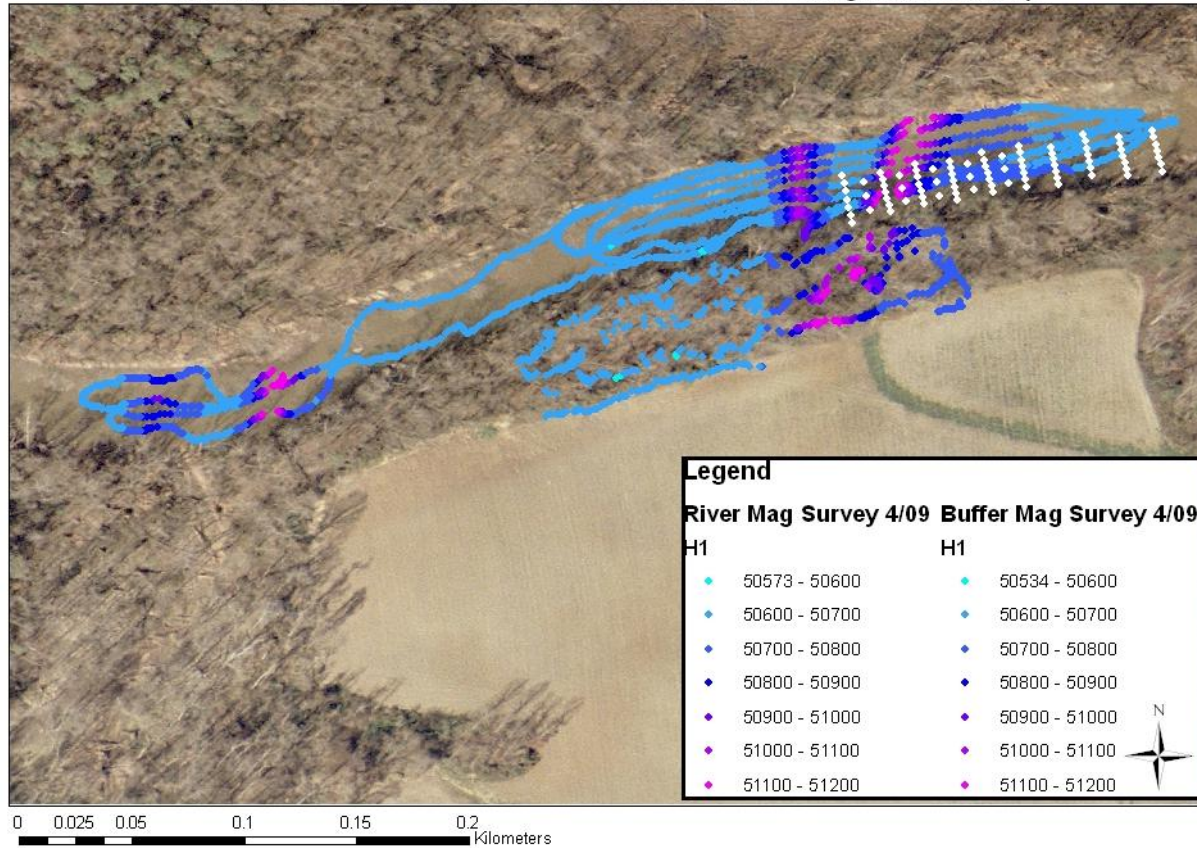 Legend
River Mag Survey 4/09 Buffer Mag Survey 4/09
H1 H1
50573 - 50600 50534 - 50600
50600 - 50700 50600 - 50700
50700 - 50800 50700 - 50800
50800 - 50900 50800 - 50900
50900 - 51000 50900 - 51000
51000 - 51100 51000 - 51100
51100 - 51200 51100 - 51200
N
0 0.025 0.05 0.1 0.15 0.2
Kilometers